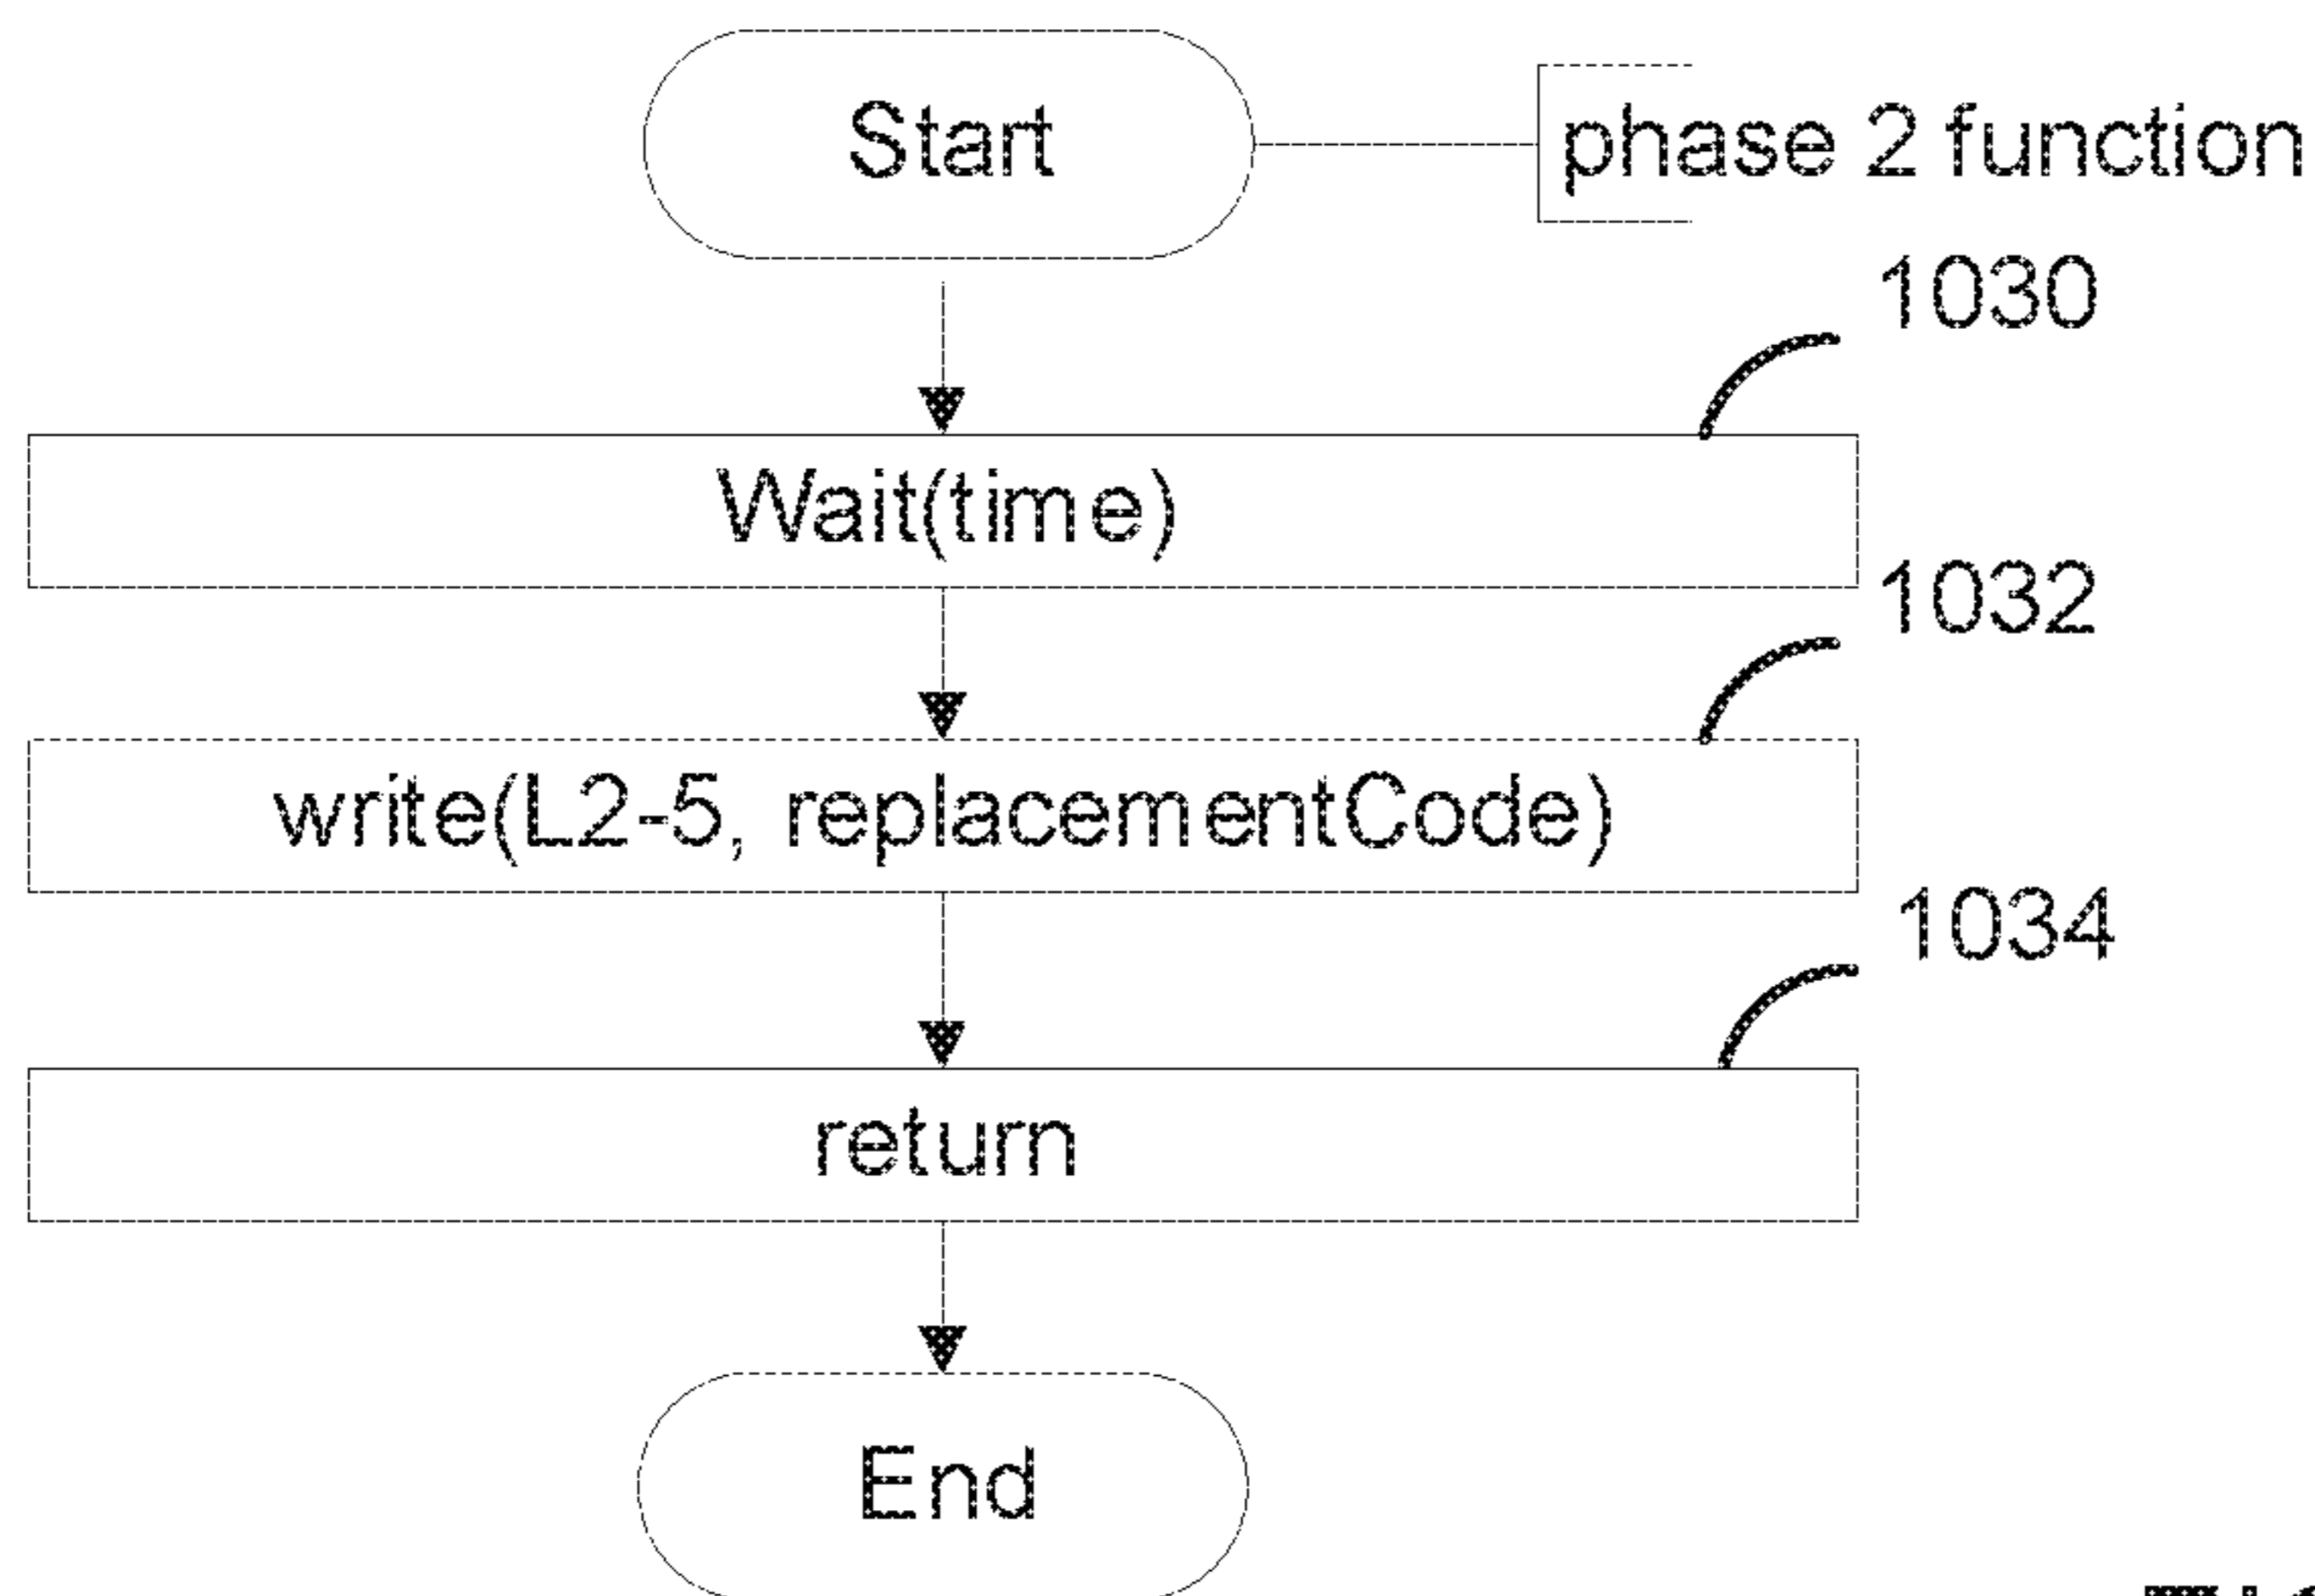 Start
phase 2 function
1030
Wait(time)
1032
write(L2-5, replacementCode)
1034
return
End